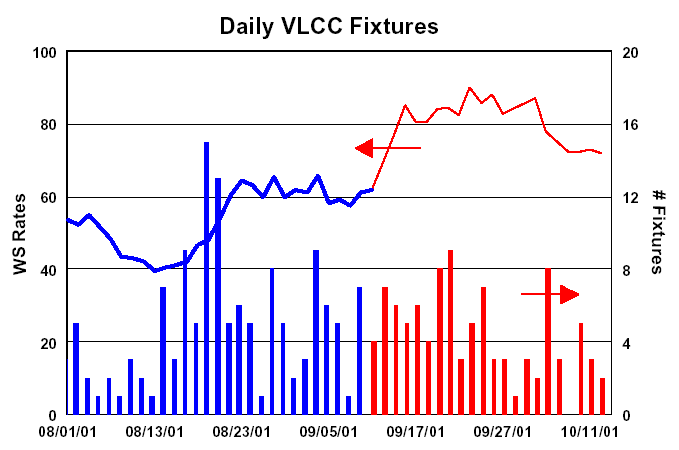 Daily VLCC Fixtures
100 20
80 16
60 12
40 8
20 4
0 0
WS Rates
# Fixtures
08/01/01 08/13/01 08/23/01 09/05/01 09/17/01 09/27/01 10/11/01